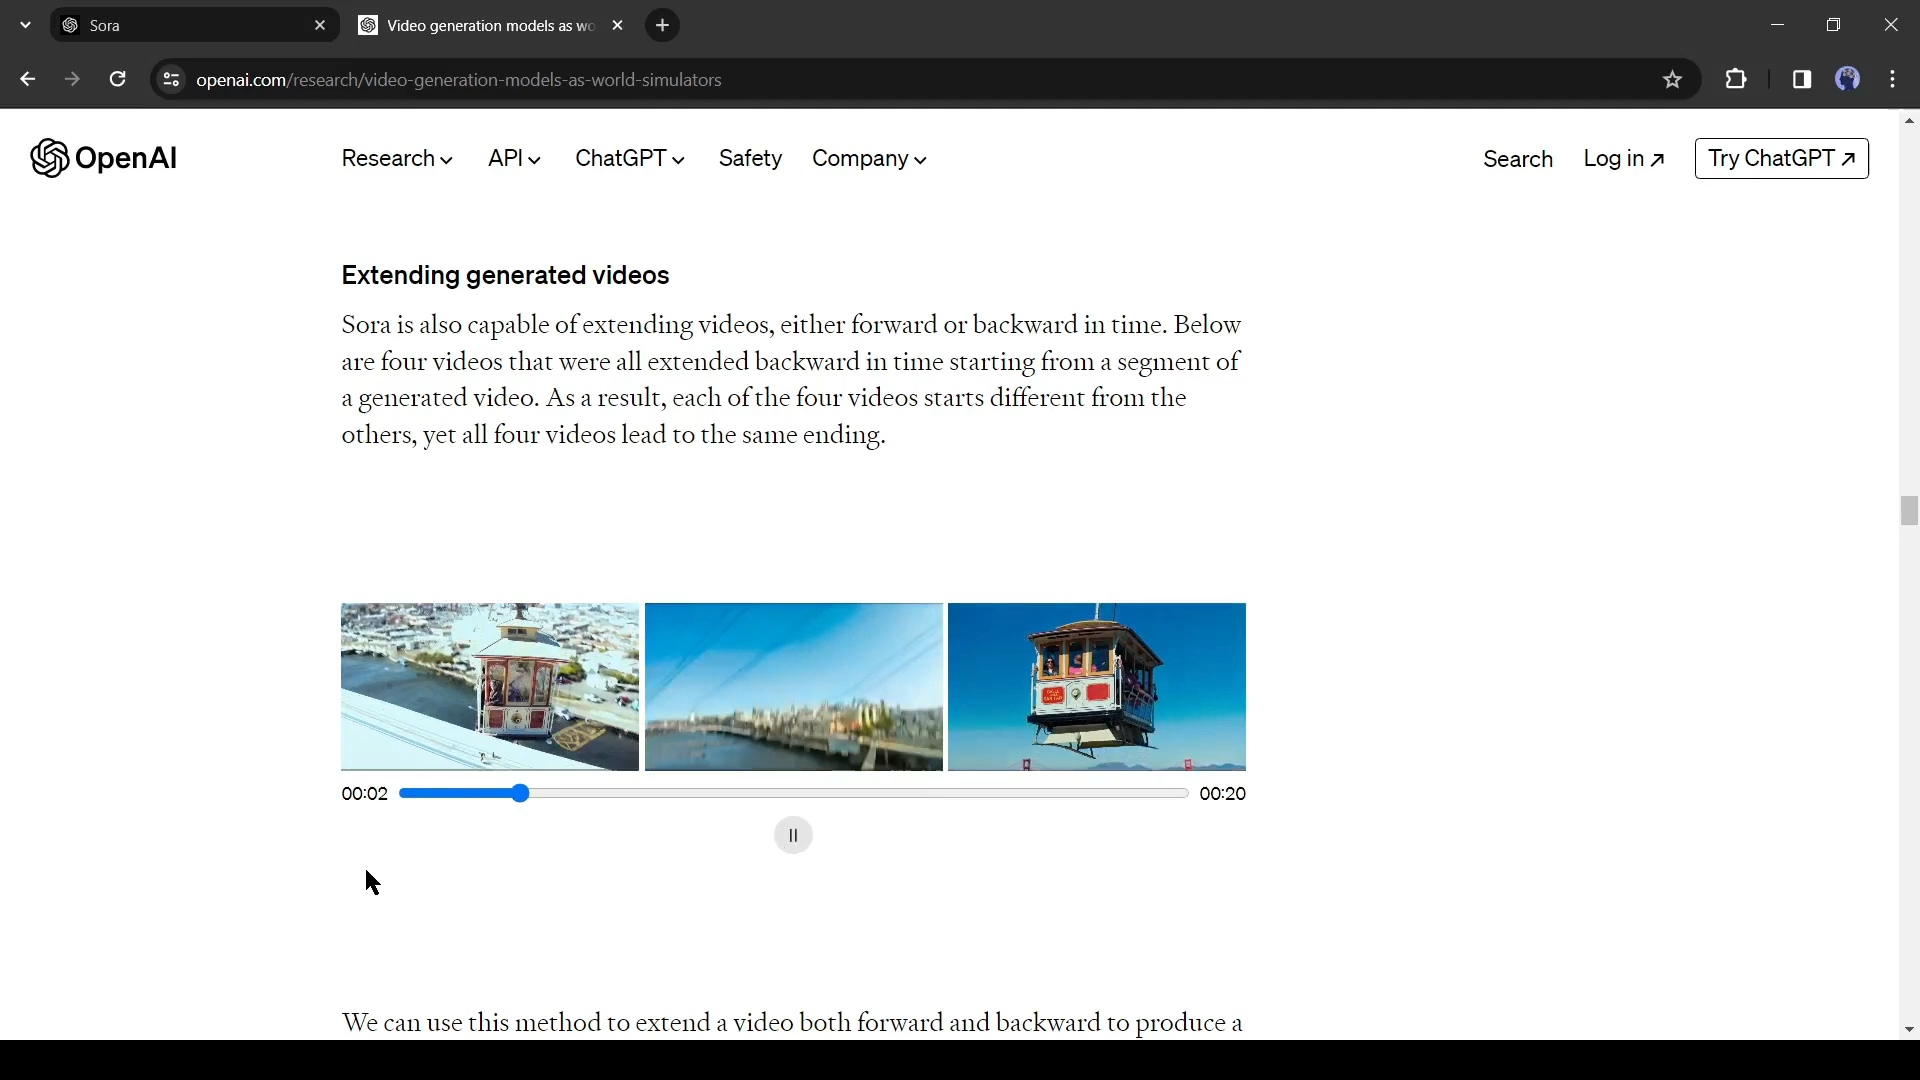 Sora
Video generation models as wo
openai.com/research/video-generation-models-as-world-simulators
OpenAI
Research
API
ChatGPT
Safety
Company
Search
Log in
Try ChatGPT
Extending generated videos
Sora is also capable of extending videos, either forward or backward in time. Below
are four videos that were all extended backward in time starting from a segment of
a generated video. As a result, each of the four videos starts different from the
others, yet all four videos lead to the same ending.
00:02
00:20
We can use this method to extend a video both forward and backward to produce a